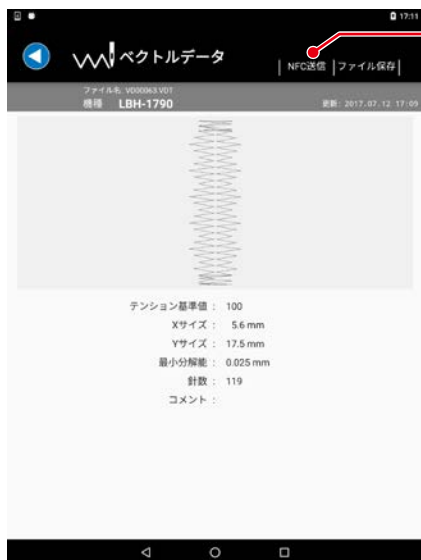 17:11
ベクトルデータ
NFC送信 ファイル保存
ファイル名: VD00063.VDT
機種 LBH-1790
更新: 2017.07.12 17:09
テンション基準値 : 100
Xサイズ : 5.6 mm
Yサイズ : 17.5 mm
最小分解能 : 0.025 mm
針数 : 119
コメント :